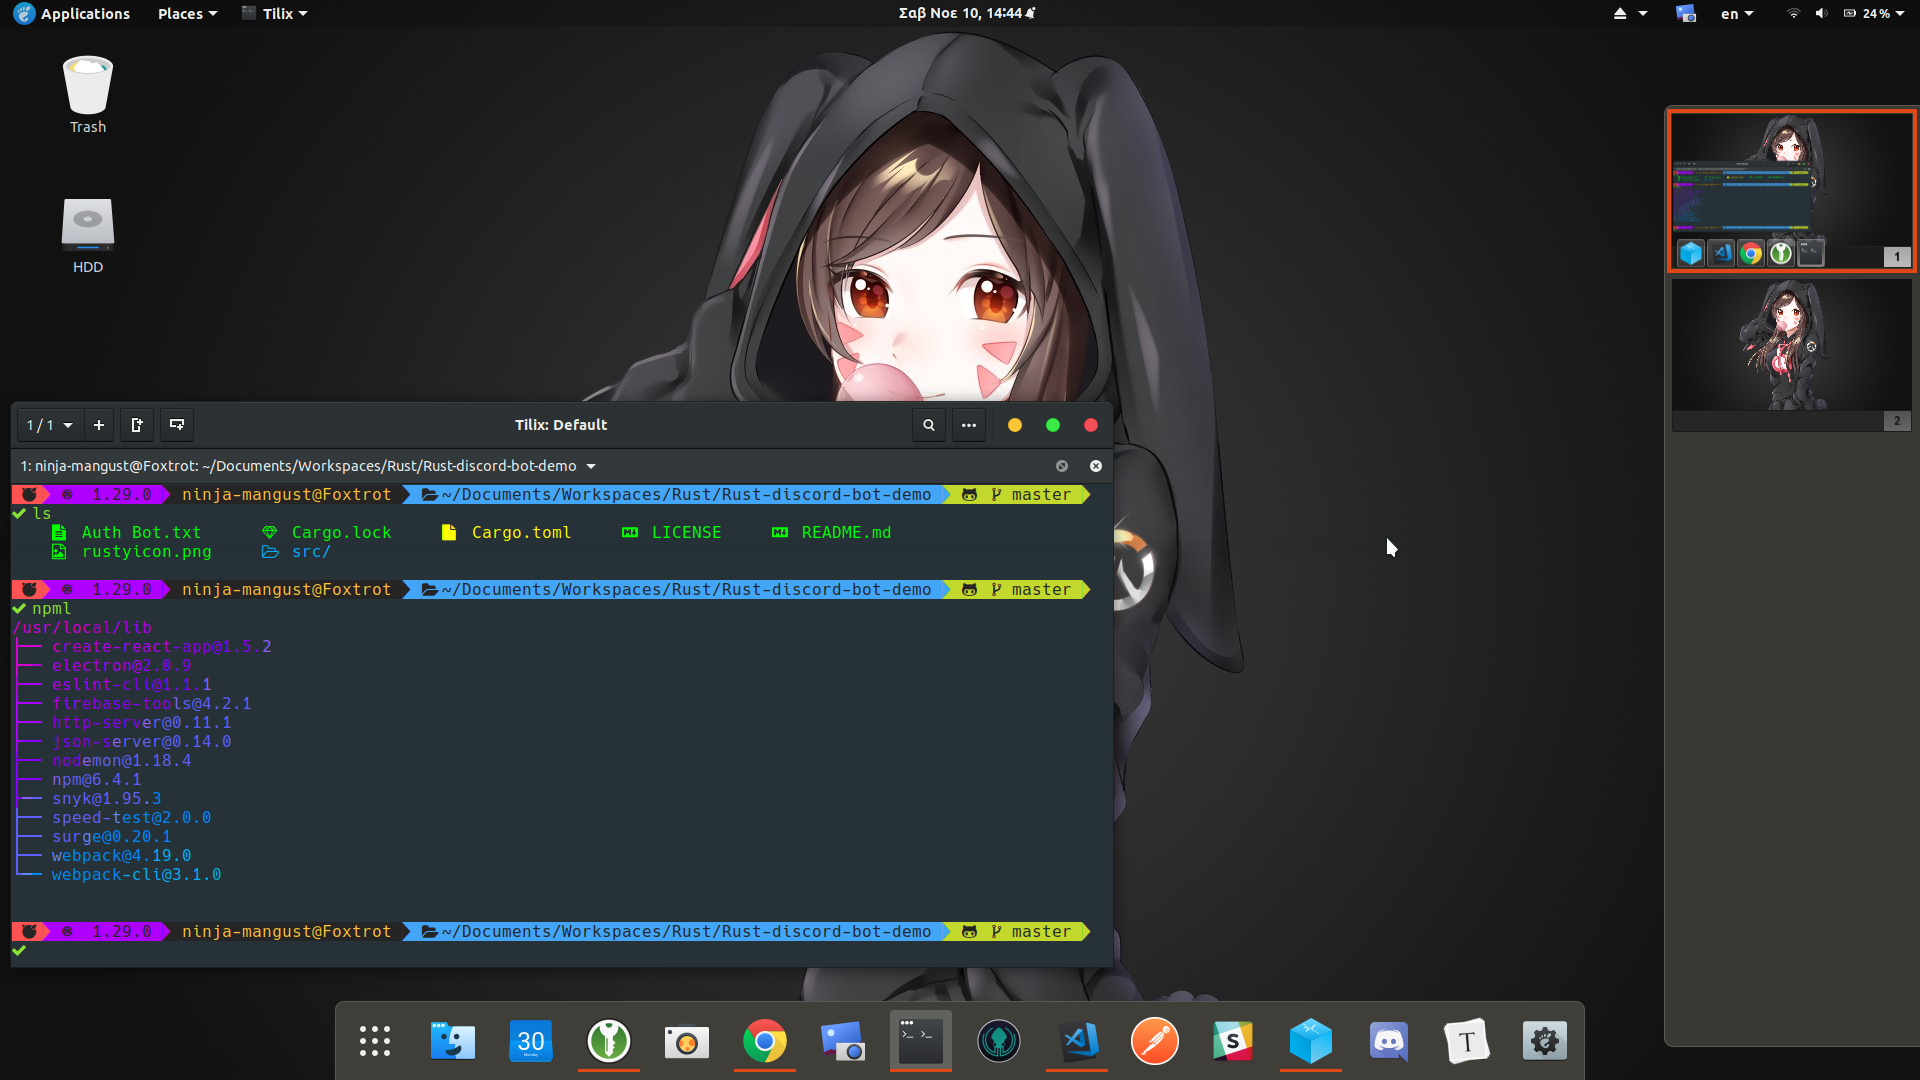 Applications Places Tilix Σαβ Νοε 10, 14:44 en 24 %
Trash
HDD
1
2
1 / 1 Tilix: Default
1: ninja-mangust@Foxtrot: ~/Documents/Workspaces/Rust/Rust-discord-bot-demo
1.29.0 ninja-mangust@Foxtrot ~/Documents/Workspaces/Rust/Rust-discord-bot-demo master
ls
Auth Bot.txt Cargo.lock Cargo.toml LICENSE README.md
rustyicon.png src/
1.29.0 ninja-mangust@Foxtrot ~/Documents/Workspaces/Rust/Rust-discord-bot-demo master
npml
/usr/local/lib
├── create-react-app@1.5.2
├── electron@2.0.9
├── eslint-cli@1.1.1
├── firebase-tools@4.2.1
├── http-server@0.11.1
├── json-server@0.14.0
├── nodemon@1.18.4
├── npm@6.4.1
├── snyk@1.95.3
├── speed-test@2.0.0
├── surge@0.20.1
├── webpack@4.19.0
└── webpack-cli@3.1.0
1.29.0 ninja-mangust@Foxtrot ~/Documents/Workspaces/Rust/Rust-discord-bot-demo master
30
Monday
S
T